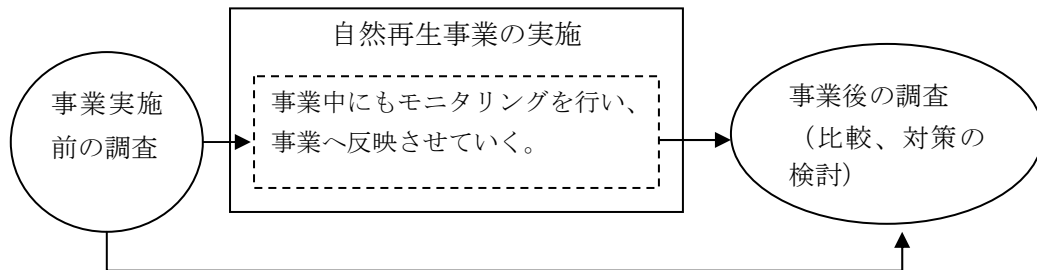 事業実施
前の調査
自然再生事業の実施
事業中にもモニタリングを行い、
事業へ反映させていく。
事業後の調査
（比較、対策の
検討）